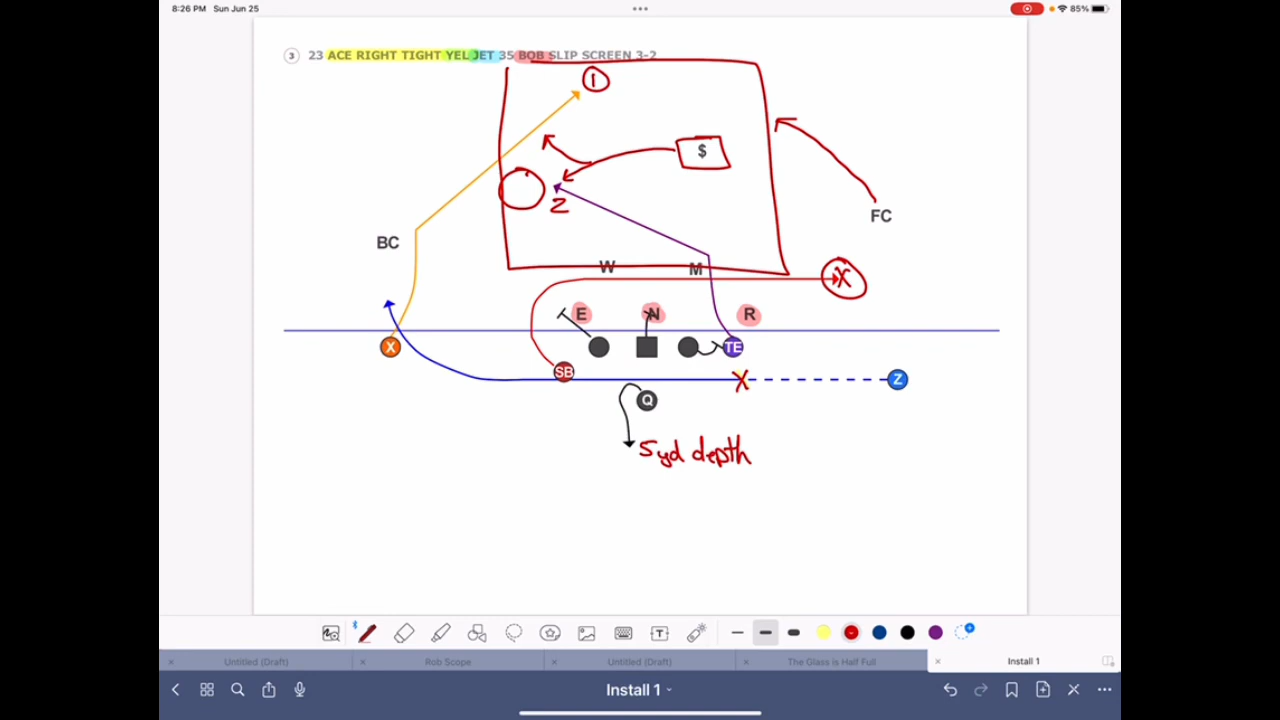 8:26 PM Sun Jun 25
85%
3 23 ACE RIGHT TIGHT YEL JET 35 BOB SLIP SCREEN 3-2
1
$
2
FC
BC
W M X
E N R
X TE
SB X Z
Q
5 yd depth
T
Untitled (Draft) Rob Scope Untitled (Draft) The Glass is Half Full Install 1
Install 1